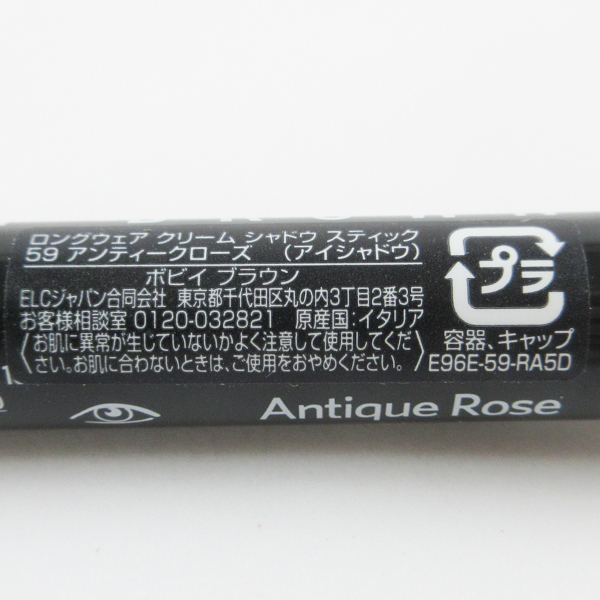 ロングウェア クリーム シャドウ スティック
59 アンティークローズ （アイシャドウ）
ボビイ ブラウン
ELCジャパン合同会社 東京都千代田区丸の内3丁目2番3号
お客様相談室 0120-032821 原産国:イタリア
〈お肌に異常が生じていないかよく注意して使用してくだ
さい。お肌に合わないときは、ご使用をおやめください。〉
プラ
容器、キャップ
E96E-59-RA5D
Antique Rose